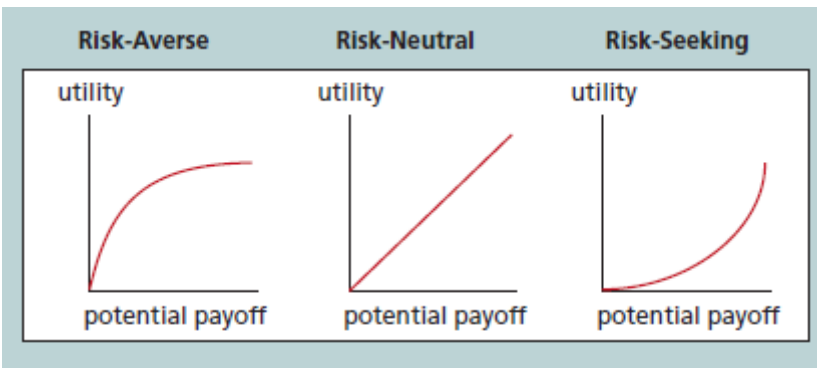 Risk-Averse Risk-Neutral Risk-Seeking
utility utility utility
potential payoff potential payoff potential payoff